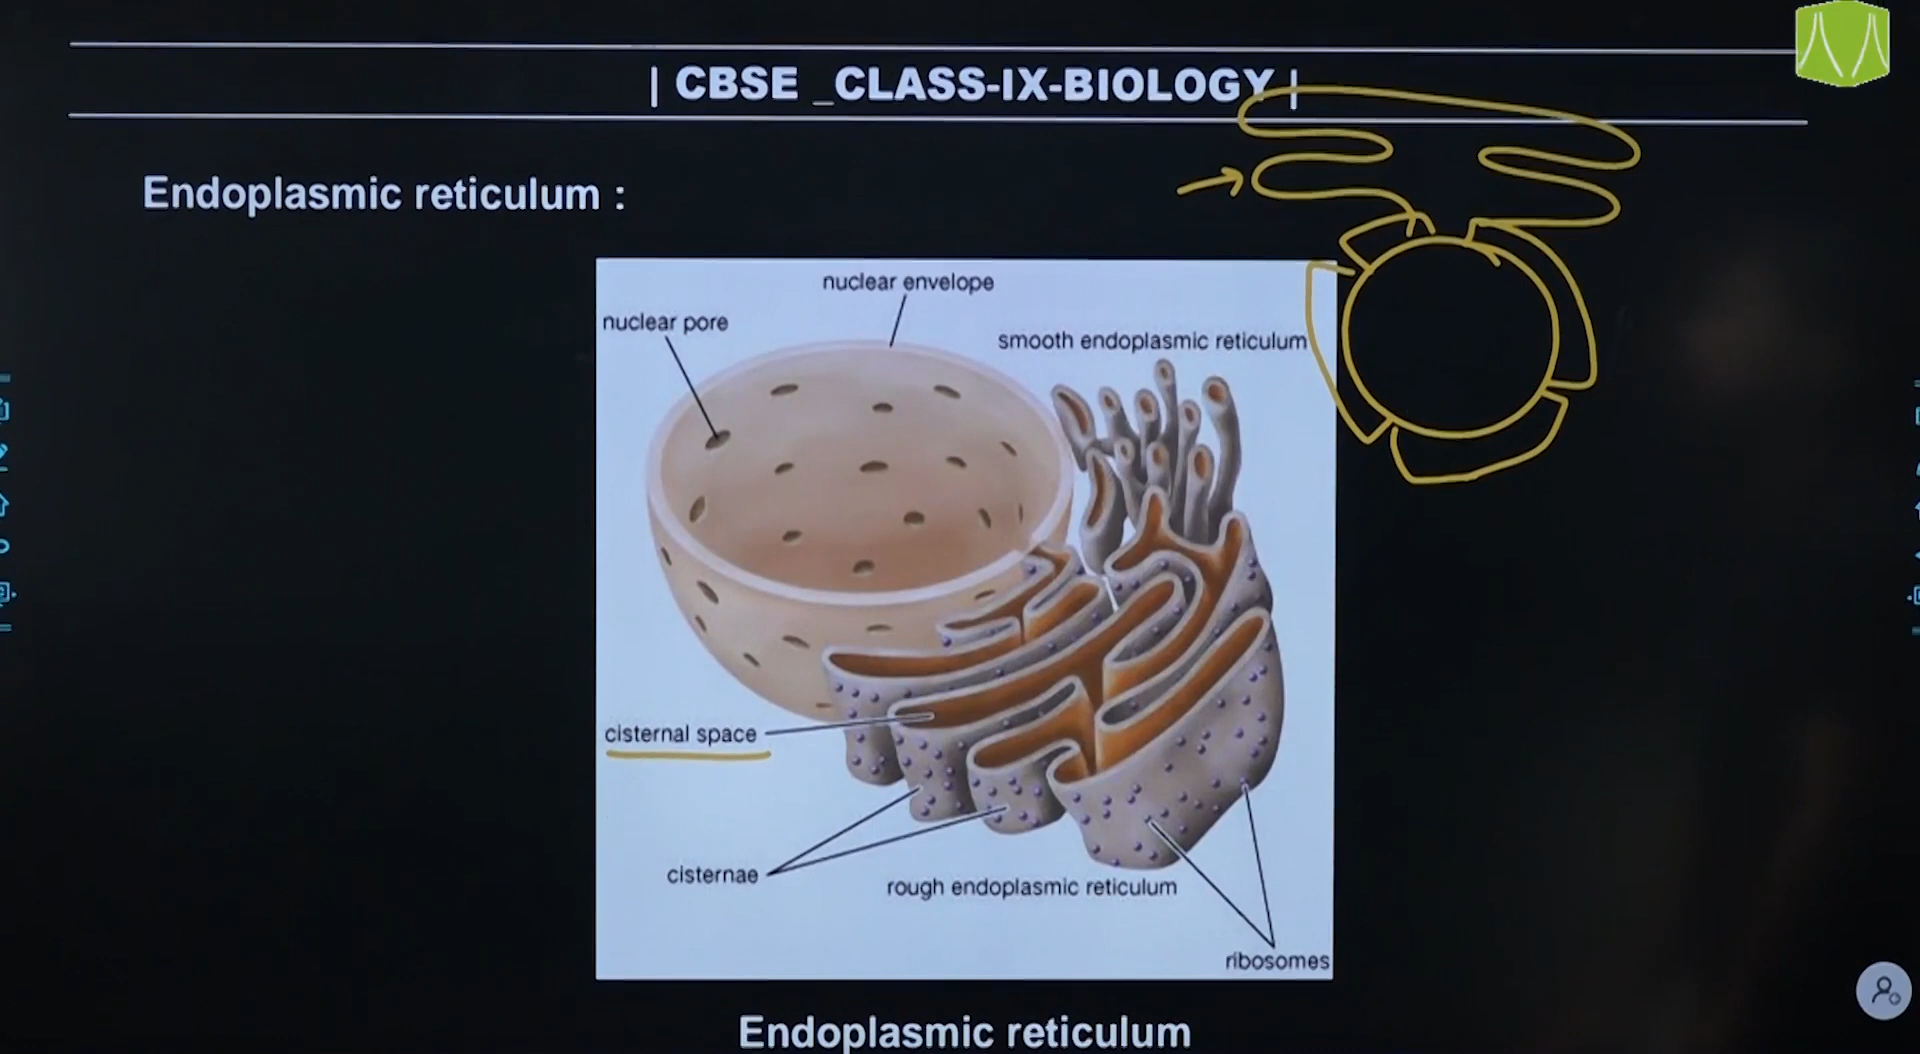 | CBSE _CLASS-IX-BIOLOGY |
Endoplasmic reticulum :
nuclear envelope
nuclear pore
smooth endoplasmic reticulum
cisternal space
cisternae
rough endoplasmic reticulum
ribosomes
Endoplasmic reticulum